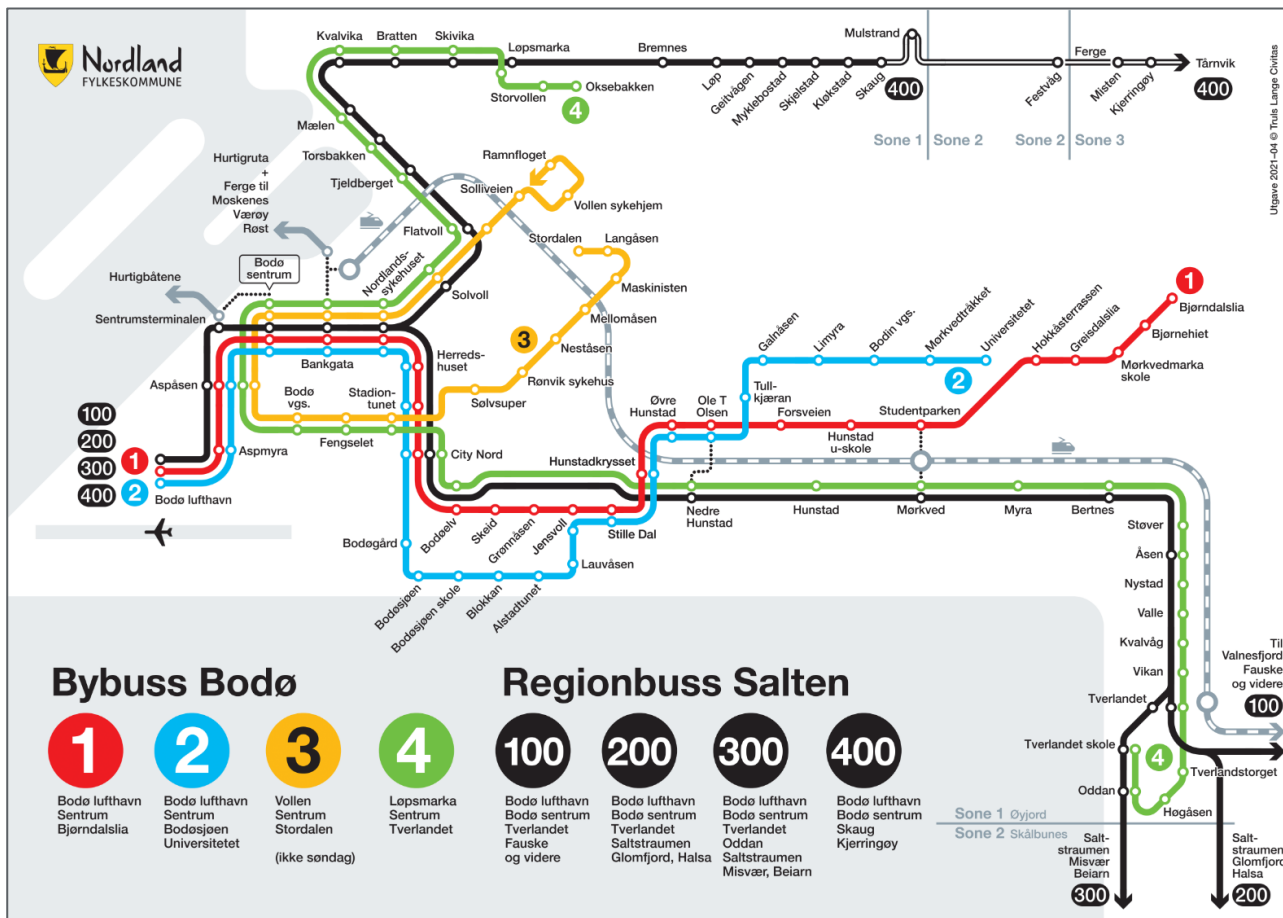 Nordland
FYLKESKOMMUNE
Kvalvika
Bratten
Skivika
Løpsmarka
Bremnes
Mulstrand
Ferge
Tårnvik
400
Løp
Geitvågen
Myklebostad
Skjelstad
Kløkstad
Skaug
400
Festvåg
Misten
Kjerringøy
Storvollen
Oksebakken
4
Sone 1
Sone 2
Sone 2
Sone 3
Utgave 2021-04 © Truls Lange Civitas
Mælen
Torsbakken
Tjeldberget
Flatvoll
Hurtigruta
+
Ferge til
Moskenes
Værøy
Røst
Ramnfloget
Solliveien
Vollen sykehjem
Stordalen
Langåsen
Maskinisten
Mellomåsen
Neståsen
3
Rønvik sykehus
Sølvsuper
Hurtigbåtene
Bodø
sentrum
Nordlands-
sykehuset
Solvoll
Sentrumsterminalen
Bankgata
Herreds-
huset
Aspåsen
Bodø
vgs.
Stadion-
tunet
100
200
300
400
1
2
Bodø lufthavn
Aspmyra
Fengselet
City Nord
1
Bjørndalslia
Bjørnehiet
Mørkvedmarka
skole
Hokkåsterrassen
Greisdalslia
Galnåsen
Limyra
Bodin vgs.
Mørkvedtråkket
Universitetet
2
Tull-
kjæran
Øvre
Hunstad
Ole T
Olsen
Forsveien
Hunstad
u-skole
Studentparken
Hunstadkrysset
Nedre
Hunstad
Hunstad
Mørkved
Myra
Bertnes
Bodøelv
Skeid
Grønnåsen
Jensvoll
Stille Dal
Bodøgård
Lauvåsen
Bodøsjøen
Bodøsjøen skole
Blokkan
Alstadtunet
Støver
Åsen
Nystad
Valle
Kvalvåg
Vikan
Tverlandet
Til
Valnesfjord
Fauske
og videre
100
Tverlandet skole
4
Oddan
Tverlandstorget
Høgåsen
Sone 1 Øyjord
Sone 2 Skålbunes
Salt-
straumen
Misvær
Beiarn
300
Salt-
straumen
Glomfjord
Halsa
200
Bybuss Bodø
1
Bodø lufthavn
Sentrum
Bjørndalslia
2
Bodø lufthavn
Sentrum
Bodøsjøen
Universitetet
3
Vollen
Sentrum
Stordalen
(ikke søndag)
4
Løpsmarka
Sentrum
Tverlandet
Regionbuss Salten
100
Bodø lufthavn
Bodø sentrum
Tverlandet
Fauske
og videre
200
Bodø lufthavn
Bodø sentrum
Tverlandet
Saltstraumen
Glomfjord, Halsa
300
Bodø lufthavn
Bodø sentrum
Tverlandet
Oddan
Saltstraumen
Misvær, Beiarn
400
Bodø lufthavn
Bodø sentrum
Skaug
Kjerringøy